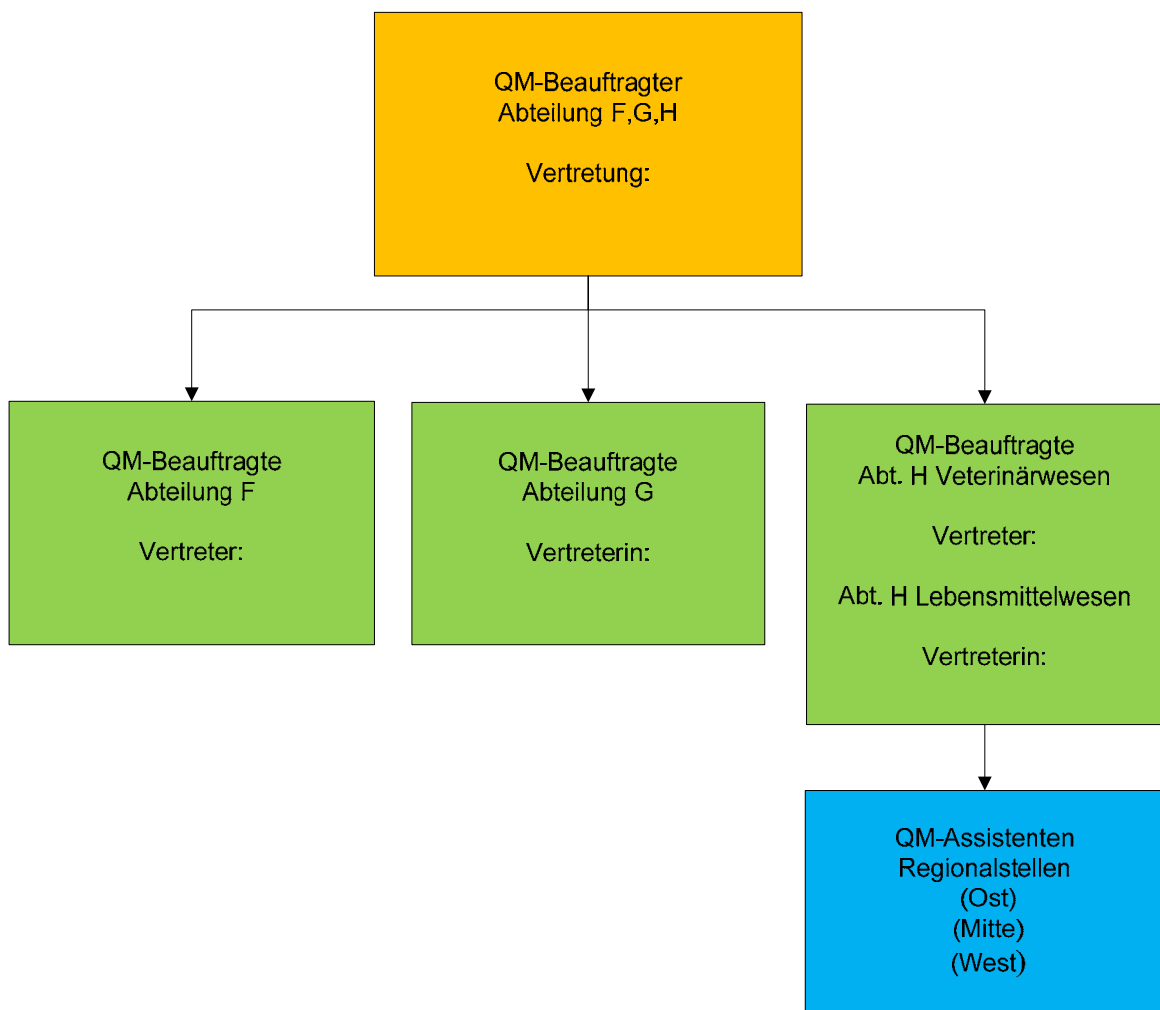 QM-Beauftragter
Abteilung F,G,H
Vertretung:
QM-Beauftragte
Abteilung F
Vertreter:
QM-Beauftragte
Abteilung G
Vertreterin:
QM-Beauftragte
Abt. H Veterinärwesen
Vertreter:
Abt. H Lebensmittelwesen
Vertreterin:
QM-Assistenten
Regionalstellen
(Ost)
(Mitte)
(West)